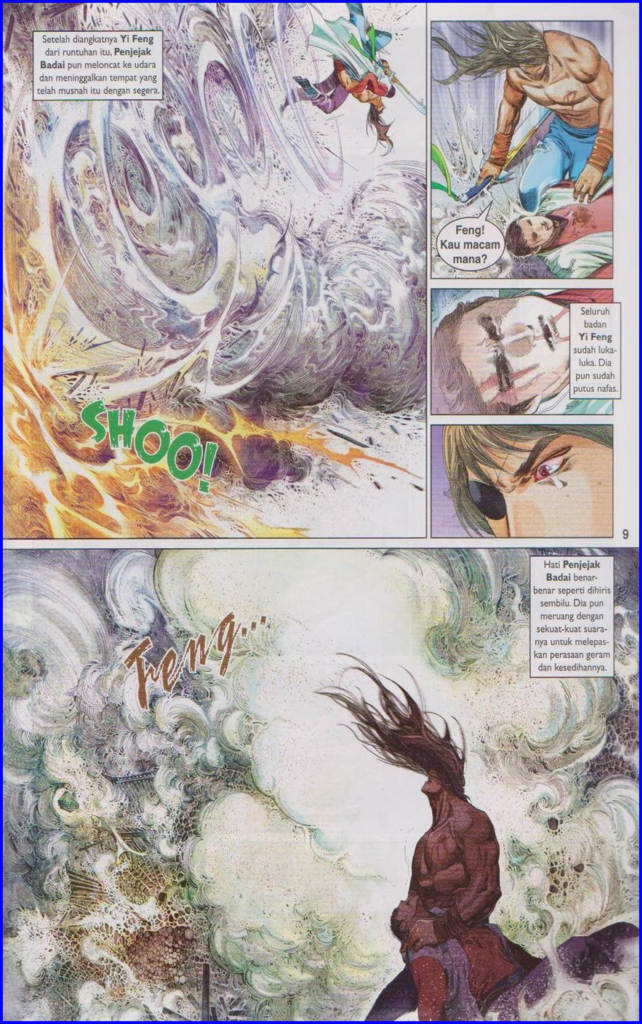 Setelah diangkatnya Yi Feng
dari runtuhan itu, Penjejak
Badai pun meloncat ke udara
dan meninggalkan tempat yang
telah musnah itu dengan segera.
SHOO!
Feng!
Kau macam
mana?
Seluruh
badan
Yi Feng
sudah luka-
luka. Dia
pun sudah
putus nafas.
9
Hati Penjejak
Badai benar-
benar seperti dihiris
sembilu. Dia pun
meruang dengan
sekuat-kuat suara-
nya untuk melepas-
kan perasaan geram
dan kesedihannya.
Feng...